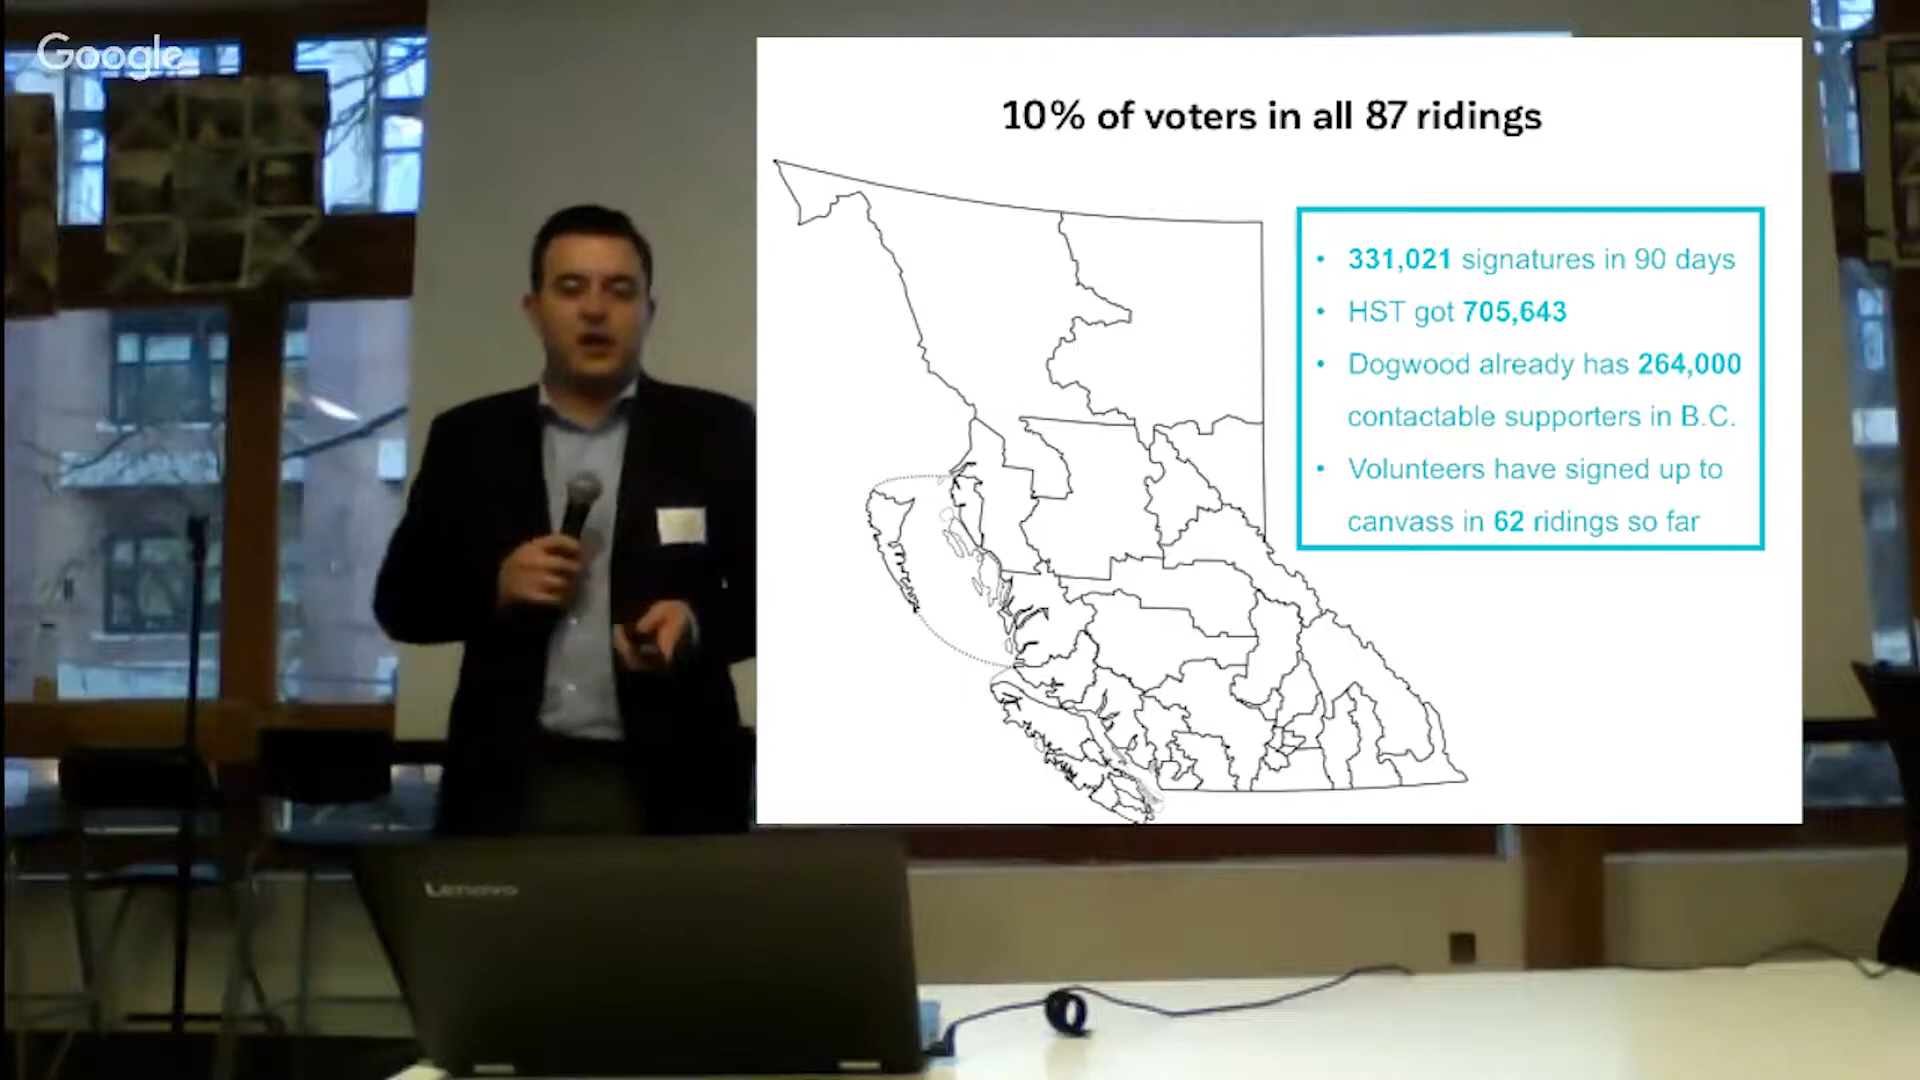 Google
10% of voters in all 87 ridings
• 331,021 signatures in 90 days
• HST got 705,643
• Dogwood already has 264,000
contactable supporters in B.C.
• Volunteers have signed up to
canvass in 62 ridings so far
Lenovo